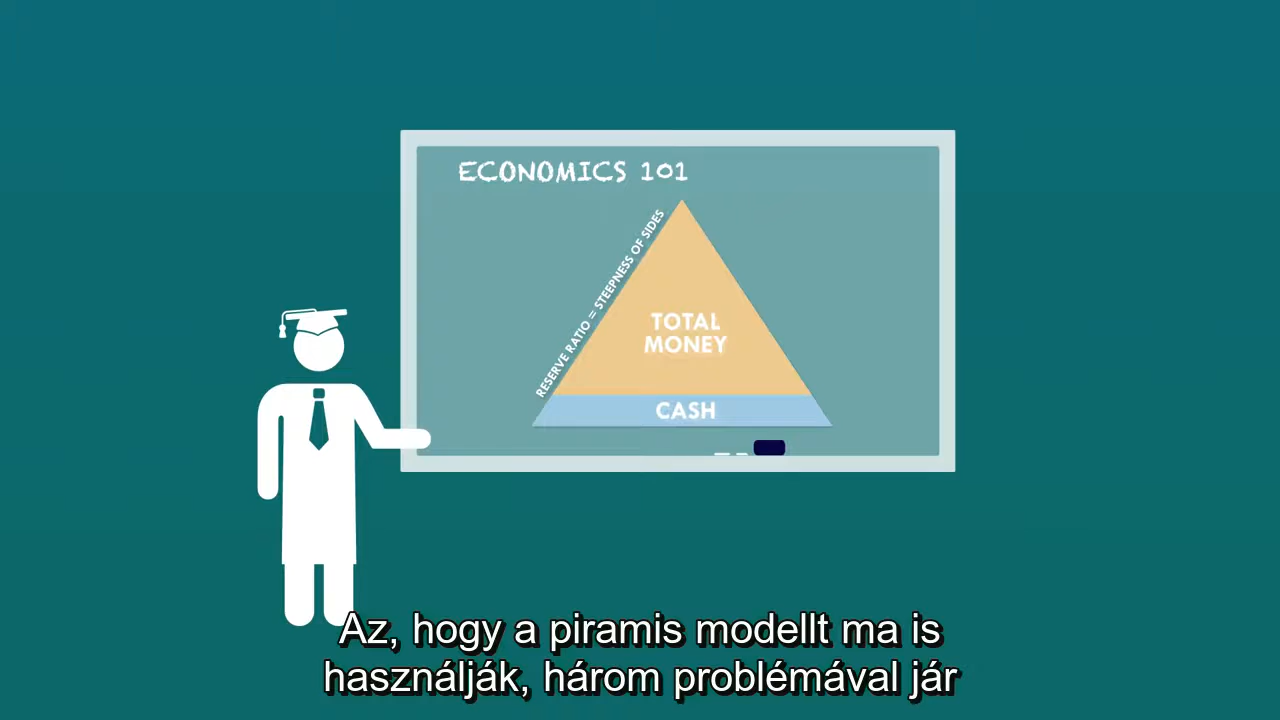 ECONOMICS 101
RESERVE RATIO = STEEPNESS OF SIDES
TOTAL
MONEY
CASH
Az, hogy a piramis modellt ma is
használják, három problémával jár